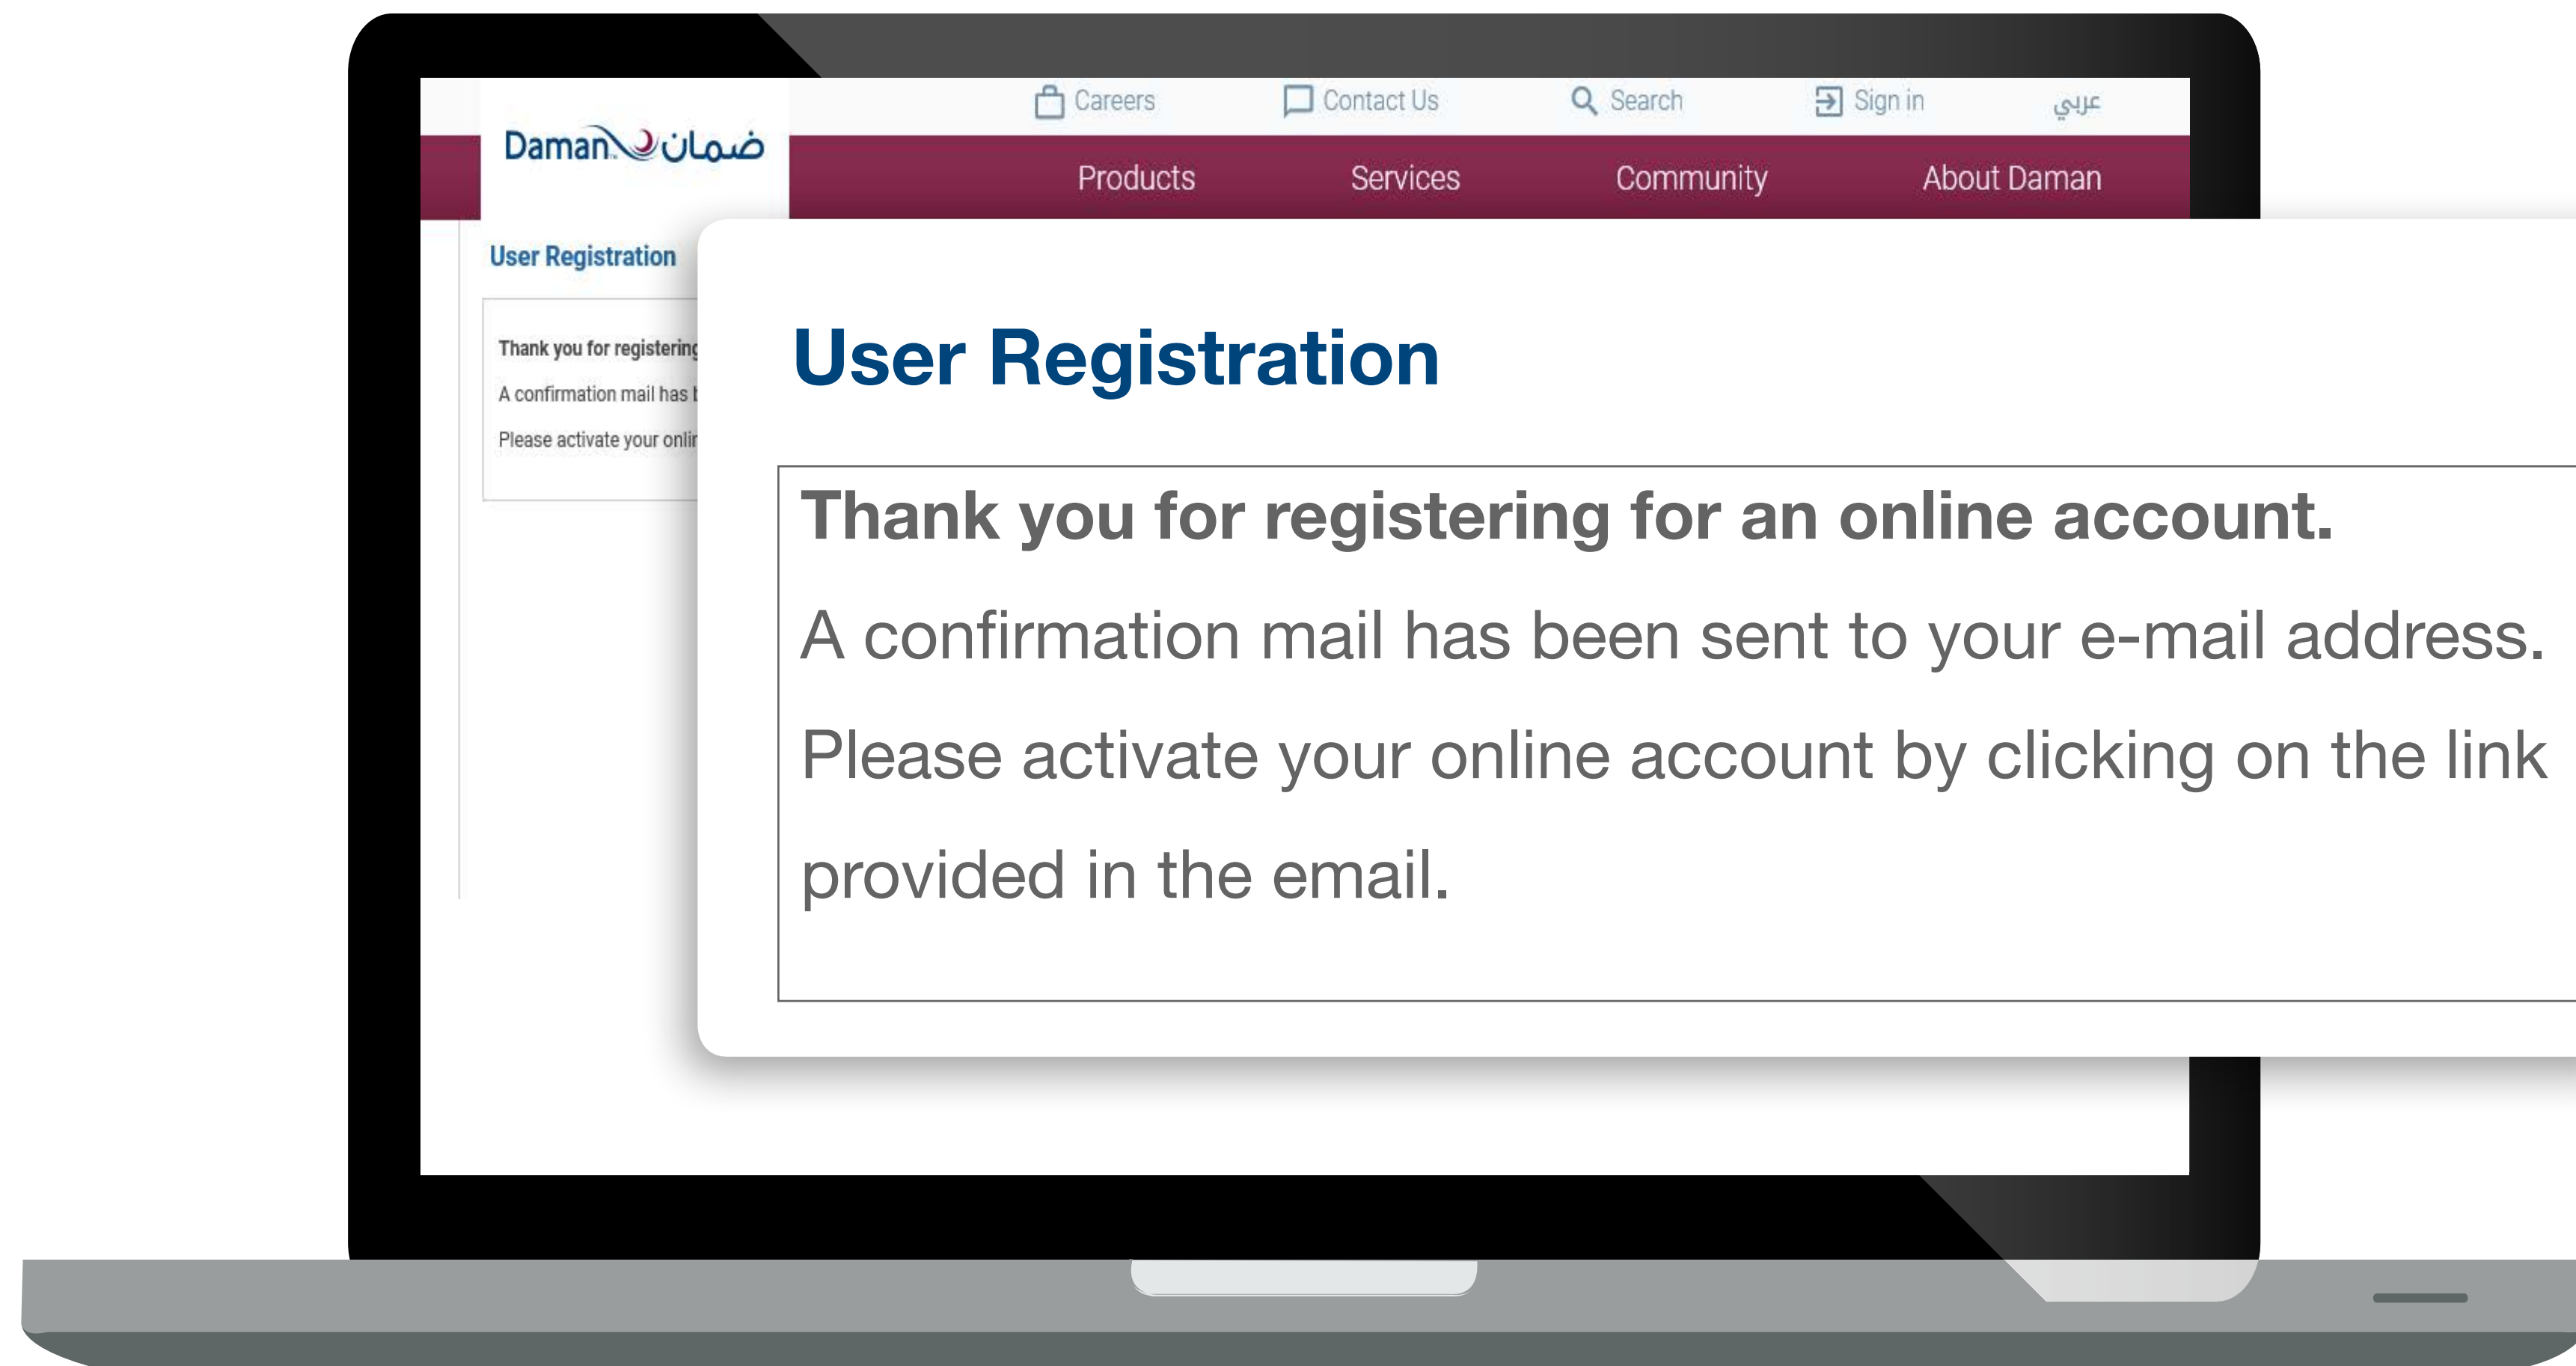 Careers Contact Us Search Sign in عربي
Daman ضمان
Products Services Community About Daman
User Registration
Thank you for registering
A confirmation mail has
Please activate your
User Registration
Thank you for registering for an online account.
A confirmation mail has been sent to your e-mail address.
Please activate your online account by clicking on the link
provided in the email.